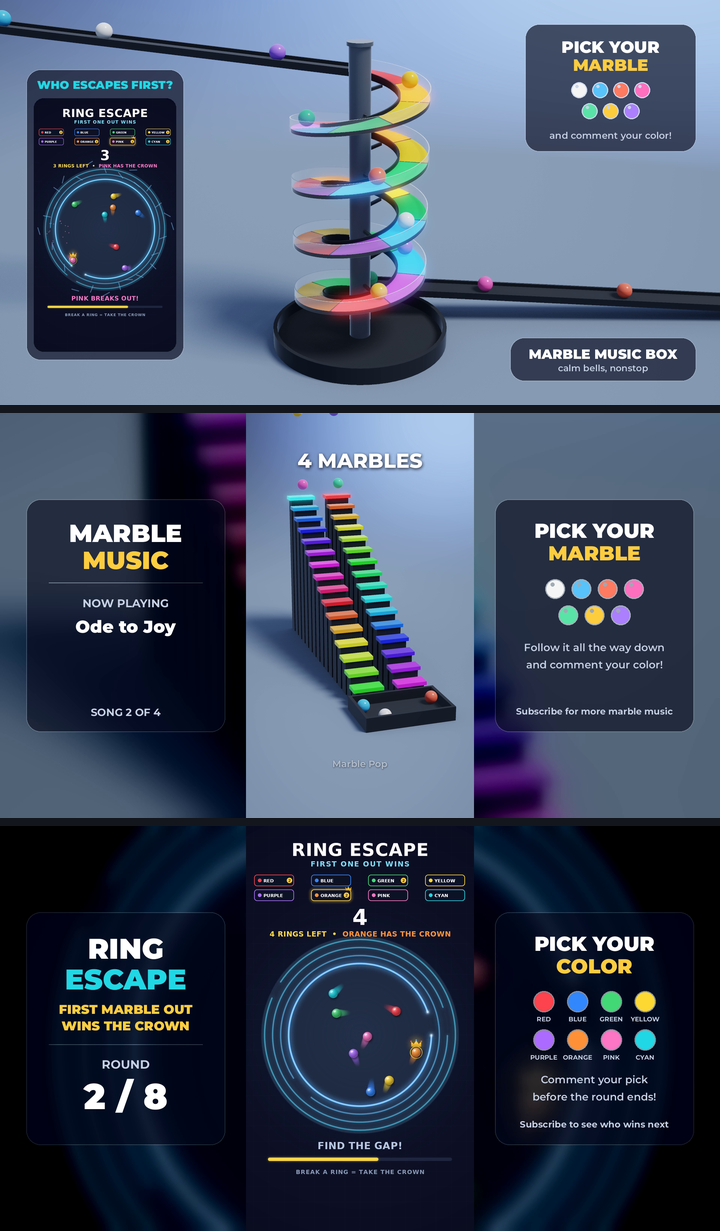 WHO ESCAPES FIRST?
RING ESCAPE
FIRST ONE OUT WINS
RED
BLUE
GREEN
YELLOW
PURPLE
ORANGE
PINK
CYAN
3
3 RINGS LEFT • PINK HAS THE CROWN
PINK BREAKS OUT!
BREAK A RING = TAKE THE CROWN
PICK YOUR
MARBLE
and comment your color!
MARBLE MUSIC BOX
calm bells, nonstop
MARBLE
MUSIC
NOW PLAYING
Ode to Joy
SONG 2 OF 4
4 MARBLES
Marble Pop
PICK YOUR
MARBLE
Follow it all the way down
and comment your color!
Subscribe for more marble music
RING
ESCAPE
FIRST MARBLE OUT
WINS THE CROWN
ROUND
2 / 8
RING ESCAPE
FIRST ONE OUT WINS
RED 2
BLUE
GREEN 2
YELLOW
PURPLE
ORANGE 2
PINK
CYAN
4
4 RINGS LEFT • ORANGE HAS THE CROWN
FIND THE GAP!
BREAK A RING = TAKE THE CROWN
PICK YOUR
COLOR
RED BLUE GREEN YELLOW
PURPLE ORANGE PINK CYAN
Comment your pick
before the round ends!
Subscribe to see who wins next